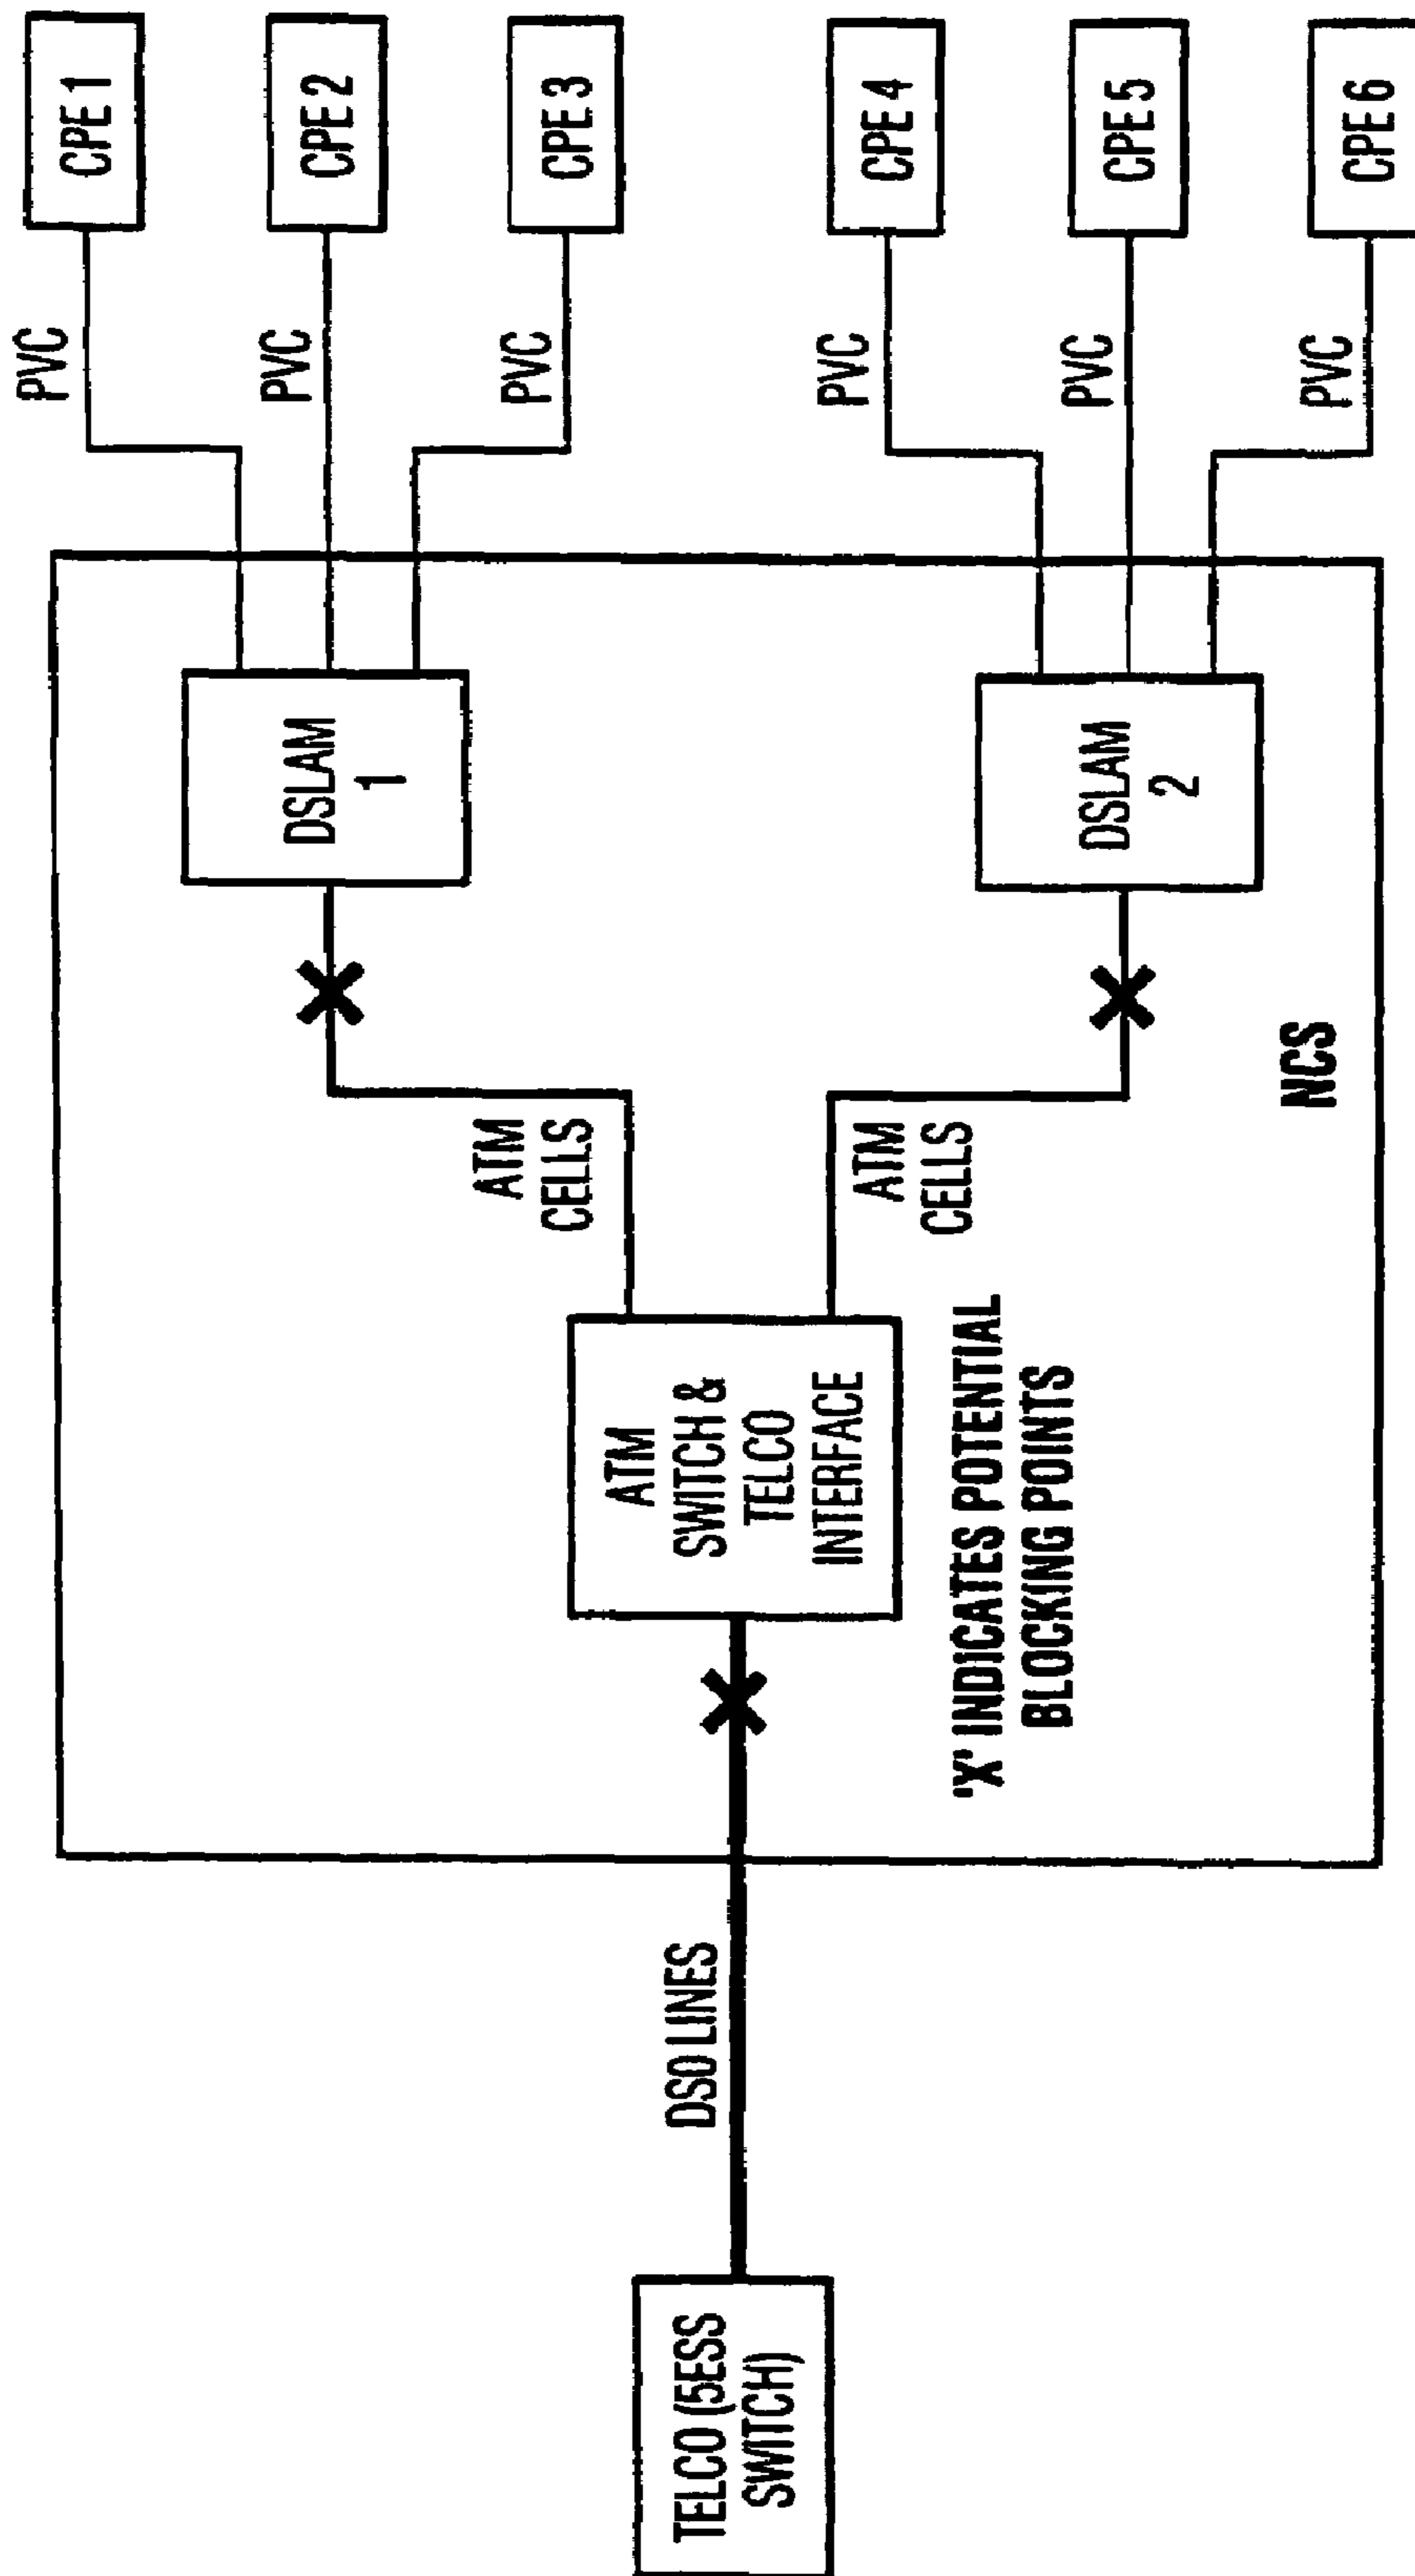 TELCO (5ESS
SWITCH)
DS0 LINES
ATM
SWITCH &
TELCO
INTERFACE
'X' INDICATES POTENTIAL
BLOCKING POINTS
ATM
CELLS
ATM
CELLS
NCS
DSLAM
1
DSLAM
2
PVC
PVC
PVC
PVC
PVC
PVC
CPE 1
CPE 2
CPE 3
CPE 4
CPE 5
CPE 6